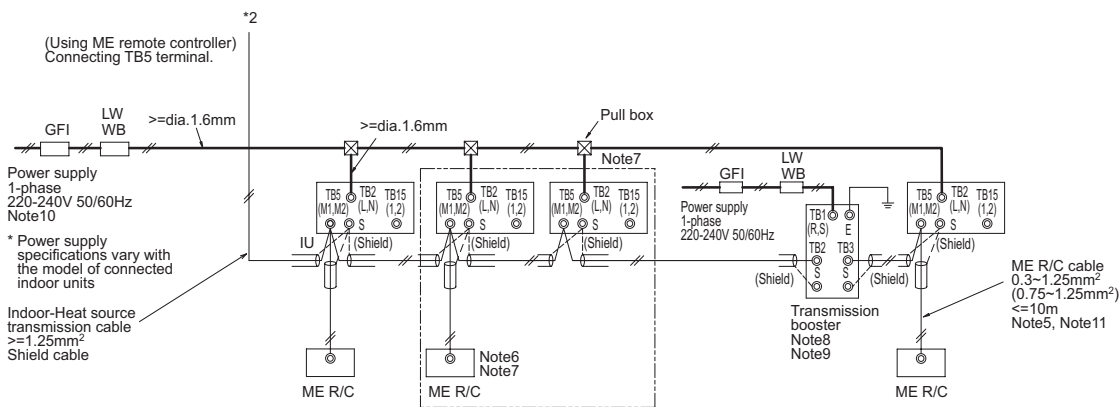 *2
(Using ME remote controller)
Connecting TB5 terminal.
GFI
LW
WB
>=dia.1.6mm
>=dia.1.6mm
Pull box
Note7
Power supply
1-phase
220-240V 50/60Hz
Note10
* Power supply
specifications vary with
the model of connected
indoor units
Indoor-Heat source
transmission cable
>=1.25mm²
Shield cable
TB5
(M1,M2)
TB2
(L,N)
TB15
(1,2)
S
IU
(Shield)
ME R/C
TB5
(M1,M2)
TB2
(L,N)
TB15
(1,2)
S
(Shield)
ME R/C
Note6
Note7
TB5
(M1,M2)
TB2
(L,N)
TB15
(1,2)
S
GFI
LW
WB
Power supply
1-phase
220-240V 50/60Hz
TB1
(R,S)
E
TB2
S
TB3
S
(Shield)
(Shield)
Transmission
booster
Note8
Note9
TB5
(M1,M2)
TB2
(L,N)
TB15
(1,2)
S
(Shield)
ME R/C cable
0.3~1.25mm²
(0.75~1.25mm²)
<=10m
Note5, Note11
ME R/C